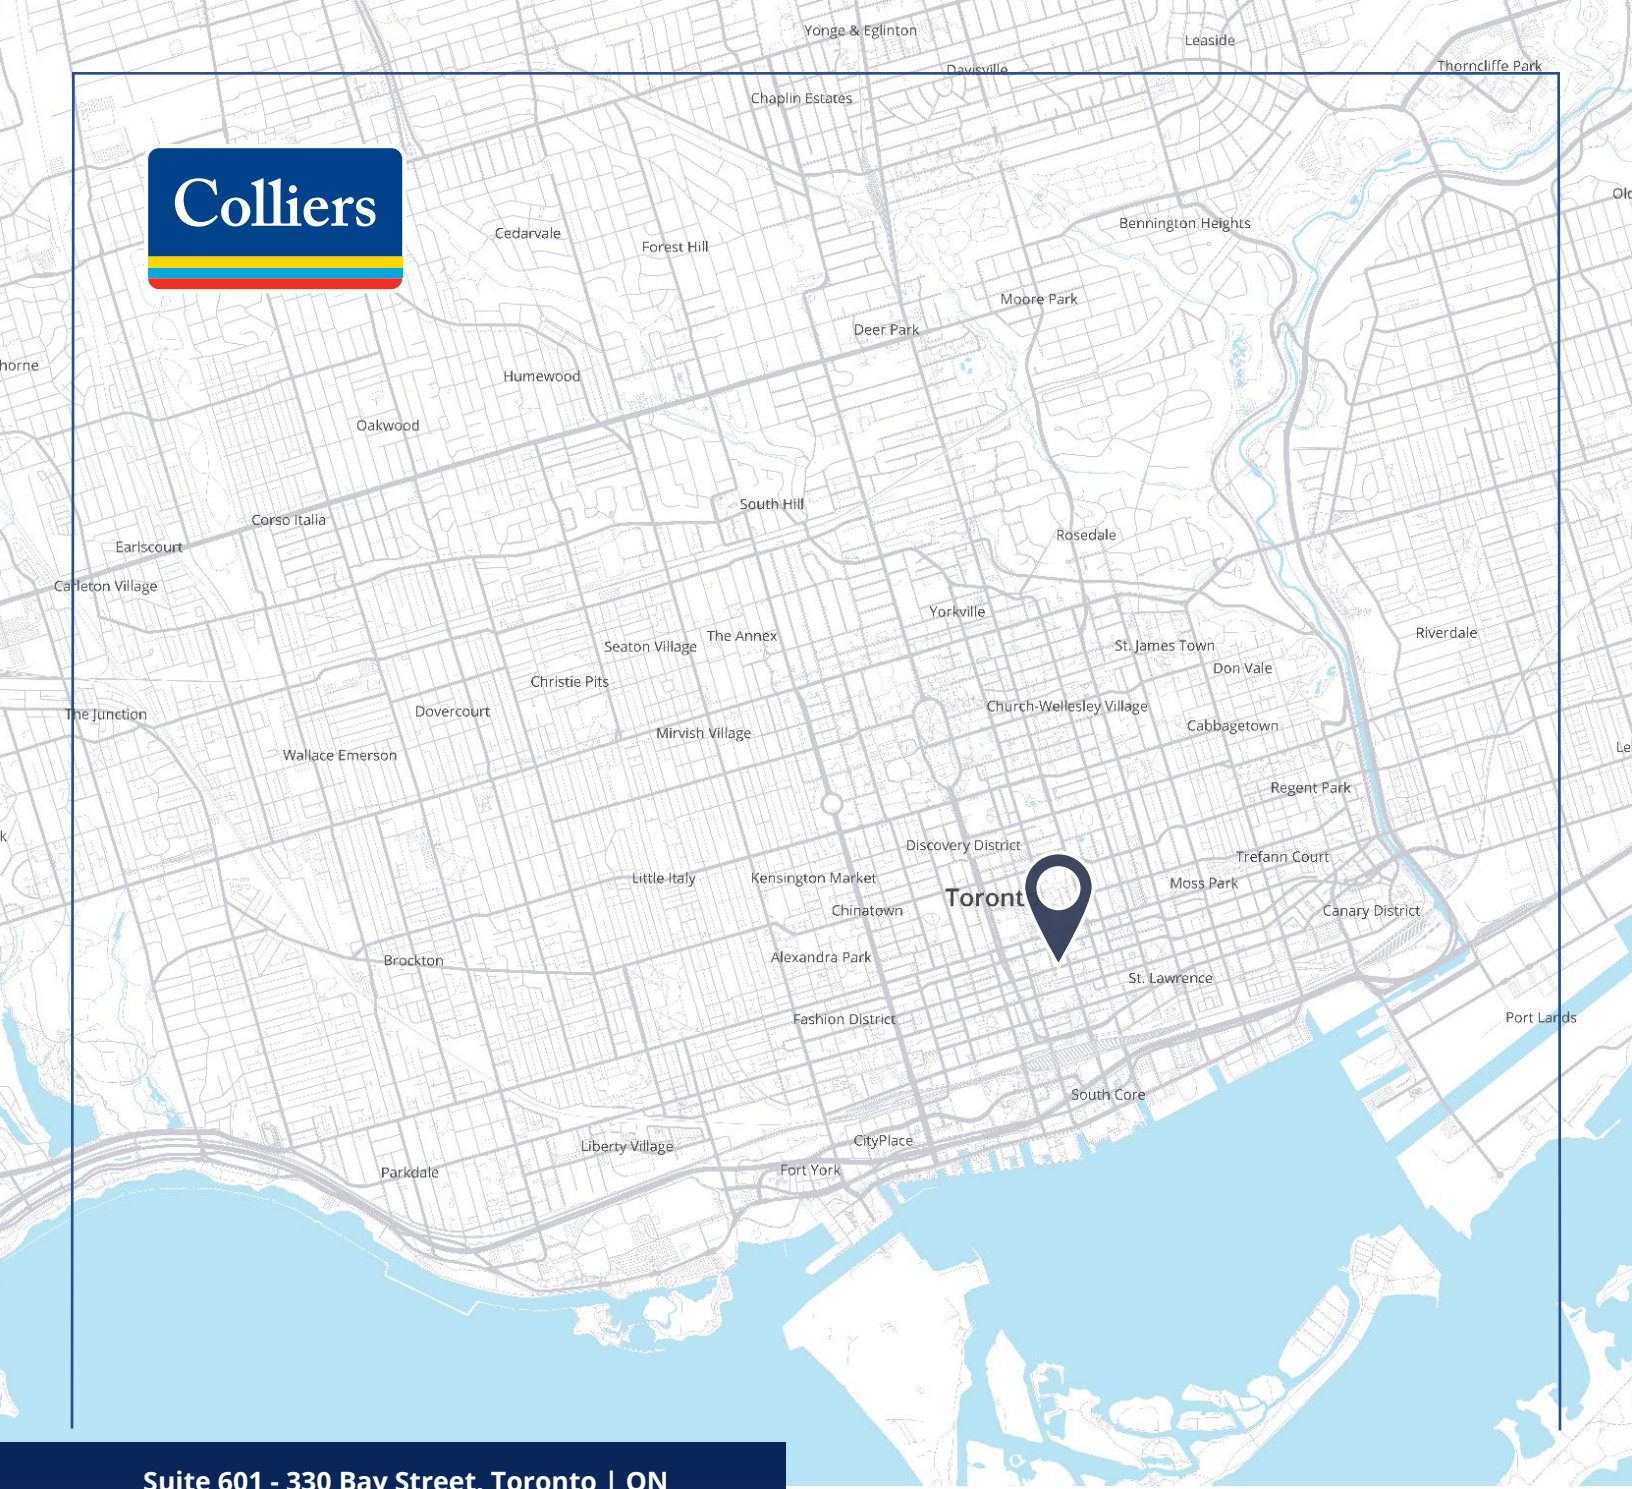 Yonge & Eglinton
Leaside
Davisville
Thorncliffe Park
Chaplin Estates
Colliers
Bennington Heights
Cedarvale
Forest Hill
Moore Park
Deer Park
horne
Humewood
Oakwood
South Hill
Corso Italia
Rosedale
Earlscourt
Carleton Village
Yorkville
Riverdale
The Annex
Seaton Village
St. James Town
Don Vale
Christie Pits
Church-Wellesley Village
Dovercourt
The Junction
Cabbagetown
Mirvish Village
Wallace Emerson
Le
Regent Park
k
Discovery District
Trefann Court
Little Italy
Kensington Market
Moss Park
Toront
Chinatown
Canary District
Alexandra Park
Brockton
St. Lawrence
Fashion District
Port Lands
South Core
CityPlace
Liberty Village
Fort York
Parkdale
Suite 601 - 330 Bay Street, Toronto | ON